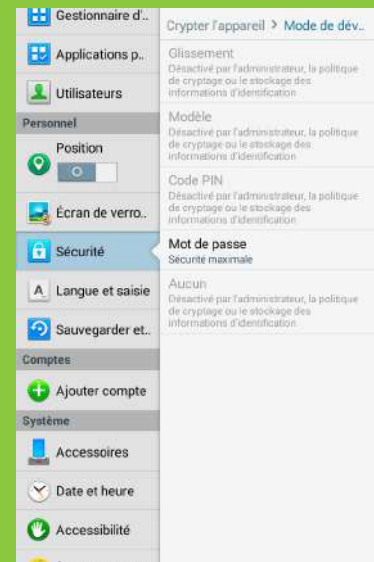 Gestionnaire d'..
Applications p..
Utilisateurs
Personnel
Position
Écran de verro..
Sécurité
A Langue et saisie
Sauvegarder et..
Comptes
Ajouter compte
Système
Accessoires
Date et heure
Accessibilité
Crypter l'appareil > Mode de dév..
Glissement
Désactivé par l'administrateur, la politique
de cryptage ou le stockage des
informations d'identification
Modèle
Désactivé par l'administrateur, la politique
de cryptage ou le stockage des
informations d'identification
Code PIN
Désactivé par l'administrateur, la politique
de cryptage ou le stockage des
informations d'identification
Mot de passe
Sécurité maximale
Aucun
Désactivé par l'administrateur, la politique
de cryptage ou le stockage des
informations d'identification